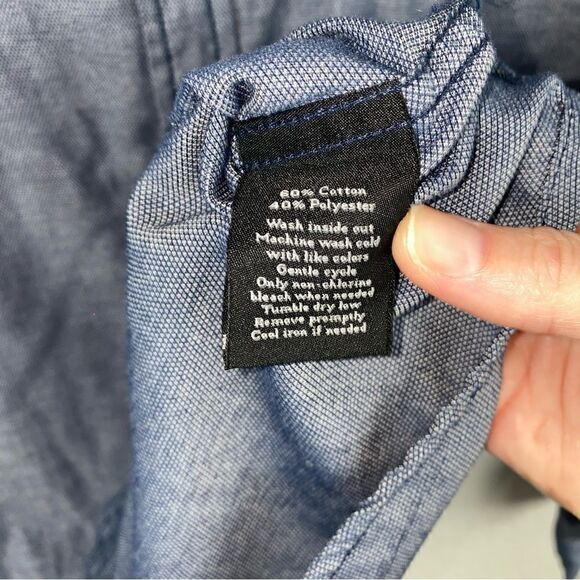 60% Cotton
40% Polyester
Wash inside out
Machine wash cold
with like colors
Gentle cycle
Only non-chlorine
bleach when needed
Tumble dry low
Remove promptly
Cool iron if needed